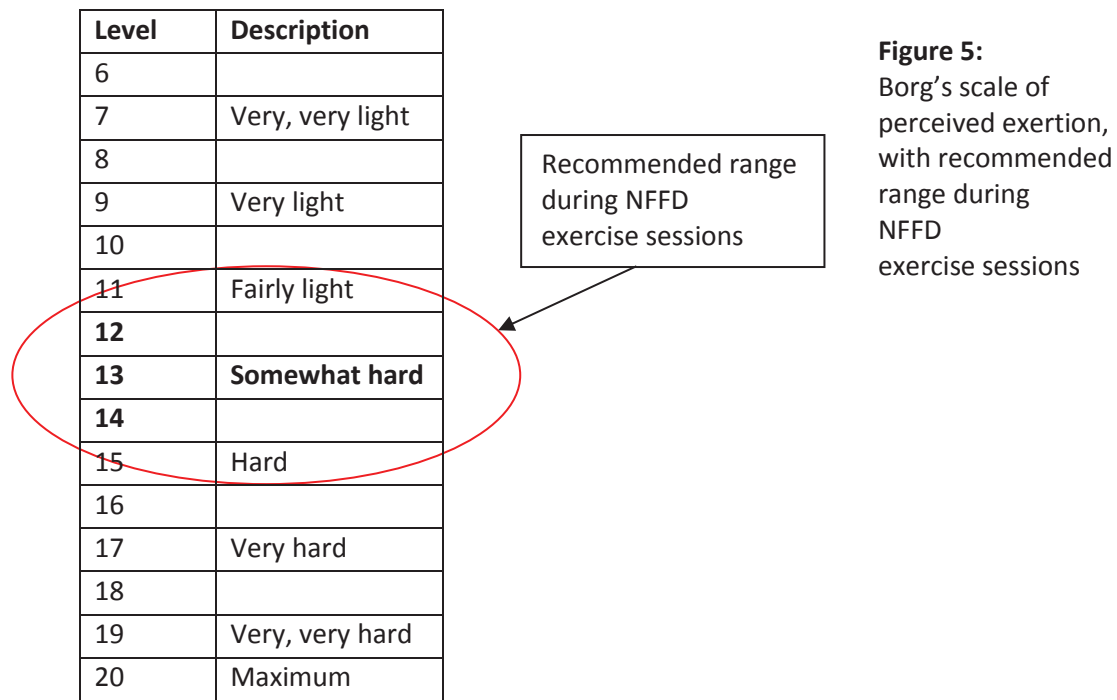 Level Description
6
7 Very, very light
8
9 Very light
10
11 Fairly light
12
13 Somewhat hard
14
15 Hard
16
17 Very hard
18
19 Very, very hard
20 Maximum
Recommended range
during NFFD
exercise sessions
Figure 5:
Borg’s scale of
perceived exertion,
with recommended
range during
NFFD
exercise sessions